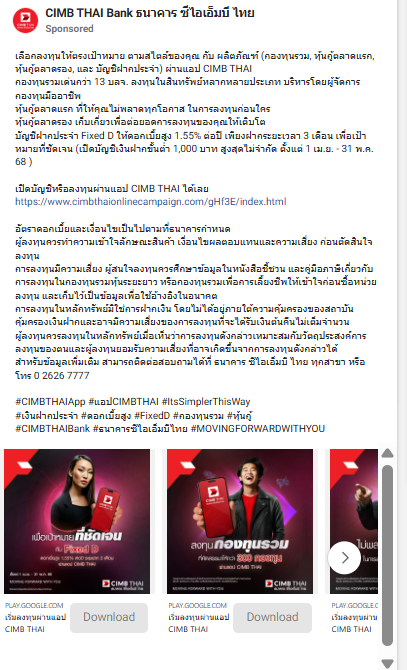 CIMB THAI Bank ธนาคาร ซีไอเอ็มบี ไทย
Sponsored
เลือกลงทุนให้ตรงเป้าหมาย ตามสไตล์ของคุณ กับ ผลิตภัณฑ์ (กองทุนรวม, หุ้นกู้ตลาดแรก,
หุ้นกู้ตลาดรอง, และ บัญชีฝากประจำ) ผ่านแอป CIMB THAI
กองทุนรวมเด่นกว่า 13 บลจ. ลงทุนในสินทรัพย์หลากหลายประเภท บริหารโดยผู้จัดการ
กองทุนมืออาชีพ
หุ้นกู้ตลาดแรก ที่ให้คุณไม่พลาดทุกโอกาส ในการลงทุนก่อนใคร
หุ้นกู้ตลาดรอง เก็บเกี่ยวเพื่อต่อยอดการลงทุนของคุณให้เติบโต
บัญชีฝากประจำ Fixed D ให้ดอกเบี้ยสูง 1.55% ต่อปี เพียงฝากระยะเวลา 3 เดือน เพื่อเป้า
หมายที่ชัดเจน (เปิดบัญชีเงินฝากขั้นต่ำ 1,000 บาท สูงสุดไม่จำกัด ตั้งแต่ 1 เม.ย. - 31 พ.ค.
68 )
เปิดบัญชีหรือลงทุนผ่านแอป CIMB THAI ได้เลย
https://www.cimbthaionlinecampaign.com/gHf3E/index.html
อัตราดอกเบี้ยและเงื่อนไขเป็นไปตามที่ธนาคารกำหนด
ผู้ลงทุนควรทำความเข้าใจลักษณะสินค้า เงื่อนไขผลตอบแทนและความเสี่ยง ก่อนตัดสินใจ
ลงทุน
การลงทุนมีความเสี่ยง ผู้สนใจลงทุนควรศึกษาข้อมูลในหนังสือชี้ชวน และคู่มือภาษีเกี่ยวกับ
การลงทุนในกองทุนรวมหุ้นระยะยาว หรือกองทุนรวมเพื่อการเลี้ยงชีพให้เข้าใจก่อนซื้อหน่วย
ลงทุน และเก็บไว้เป็นข้อมูลเพื่อใช้อ้างอิงในอนาคต
การลงทุนในหลักทรัพย์มิใช่การฝากเงิน โดยไม่ได้อยู่ภายใต้ความคุ้มครองของสถาบัน
คุ้มครองเงินฝากและอาจมีความเสี่ยงของการลงทุนที่จะได้รับเงินต้นคืนไม่เต็มจำนวน
ผู้ลงทุนควรลงทุนในหลักทรัพย์เมื่อเห็นว่าการลงทุนดังกล่าวเหมาะสมกับวัตถุประสงค์การ
ลงทุนของตนและผู้ลงทุนยอมรับความเสี่ยงที่อาจเกิดขึ้นจากการลงทุนดังกล่าวได้
สำหรับข้อมูลเพิ่มเติม สามารถติดต่อสอบถามได้ที่ ธนาคาร ซีไอเอ็มบี ไทย ทุกสาขา หรือ
โทร 0 2626 7777
#CIMBTHAIApp #แอปCIMBTHAI #ItsSimplerThisWay
#เงินฝากประจำ #ดอกเบี้ยสูง #FixedD #กองทุนรวม #หุ้นกู้
#CIMBTHAIBank #ธนาคารซีไอเอ็มบีไทย #MOVINGFORWARDWITHYOU
เพื่อเป้าหมาย
ที่ชัดเจน
กับ Fixed D
CIMB THAI
ลงทุน กองทุนรวม
CIMB THAI
PLAY.GOOGLE.COM
เริ่มลงทุนผ่านแอป
CIMB THAI
Download
PLAY.GOOGLE.COM
เริ่มลงทุนผ่านแอป
CIMB THAI
Download
PLAY.GOOGLE.COM
เริ่มลงทุนผ่านแอป
CIMB THAI